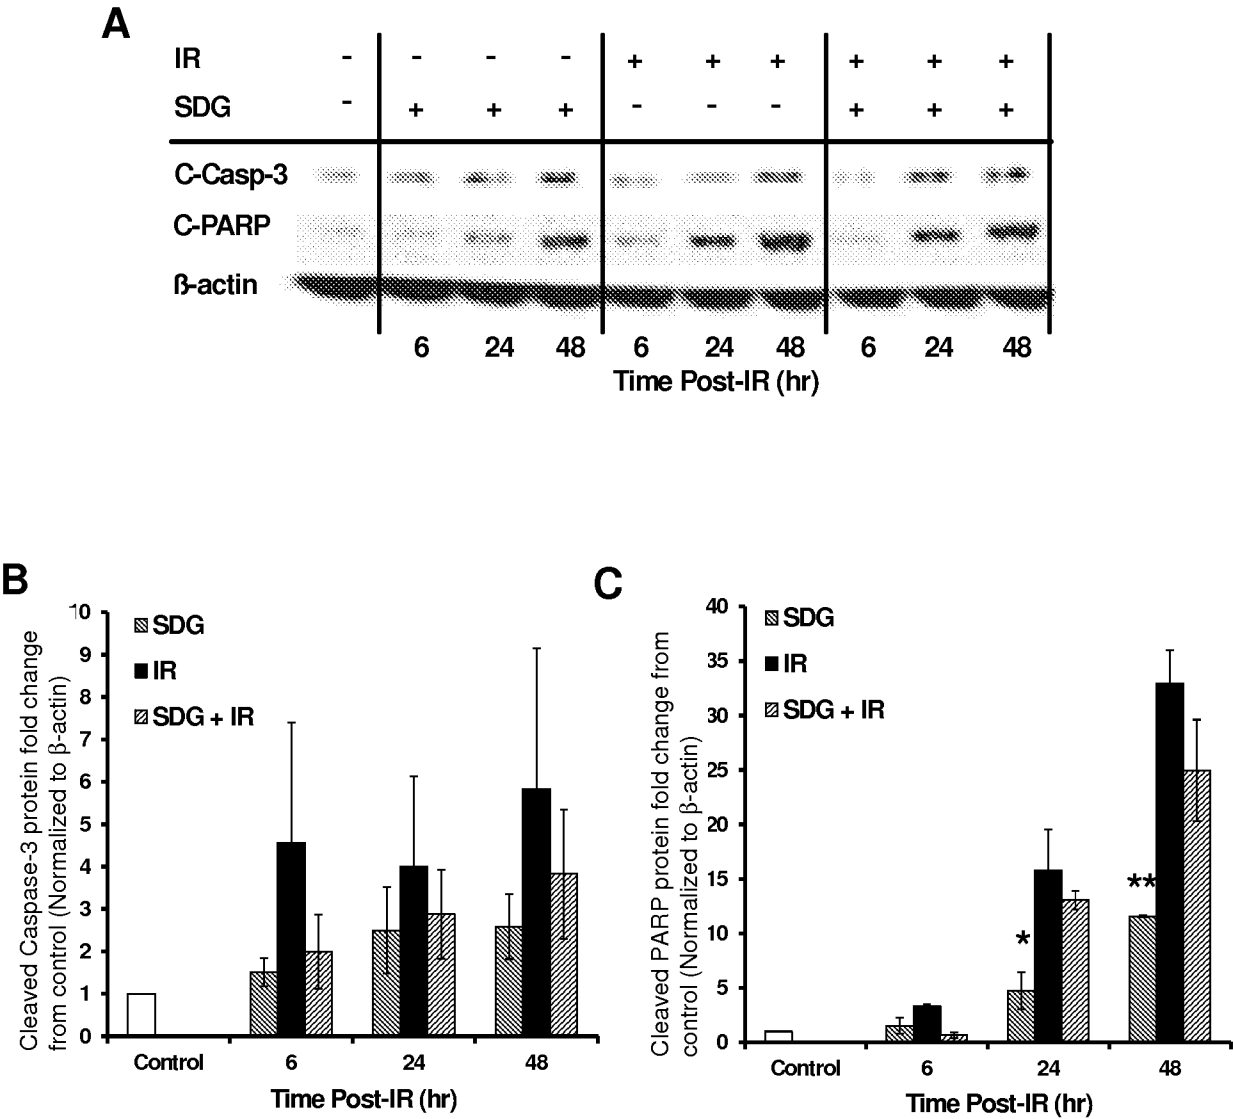 A
IR - - - - + + + + + +
SDG - + + + - - - + + +
C-Casp-3
C-PARP
ß-actin
6 24 48 6 24 48 6 24 48
Time Post-IR (hr)
B
Cleaved Caspase-3 protein fold change
from control (Normalized to β-actin)
10
9
8
7
6
5
4
3
2
1
0
SDG
IR
SDG + IR
Control 6 24 48
Time Post-IR (hr)
C
Cleaved PARP protein fold change from
control (Normalized to β-actin)
40
35
30
25
20
15
10
5
0
SDG
IR
SDG + IR
*
**
Control 6 24 48
Time Post-IR (hr)